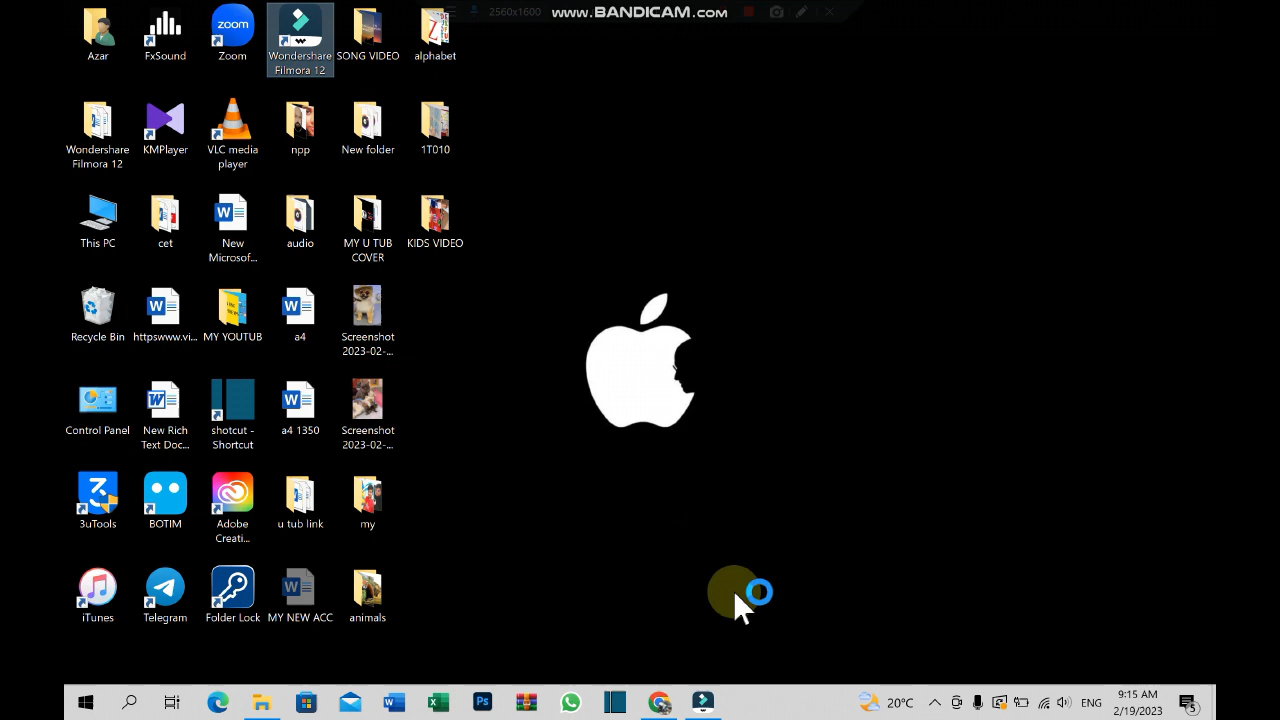 2560x1600 www.BANDICAM.com
Azar
FxSound
zoom
Zoom
Wondershare
Filmora 12
SONG VIDEO
alphabet
Wondershare
Filmora 12
KMPlayer
VLC media
player
npp
New folder
1T010
This PC
cet
New
Microsof...
audio
MY U TUB
COVER
KIDS VIDEO
Recycle Bin
httpswww.vi...
MY YOUTUB
a4
Screenshot
2023-02-...
Control Panel
New Rich
Text Doc...
shotcut -
Shortcut
a4 1350
Screenshot
2023-02-...
3uTools
BOTIM
Adobe
Creati...
u tub link
my
iTunes
Telegram
Folder Lock
MY NEW ACC
animals
20°C
ENG
9:15 AM
2/19/2023
5